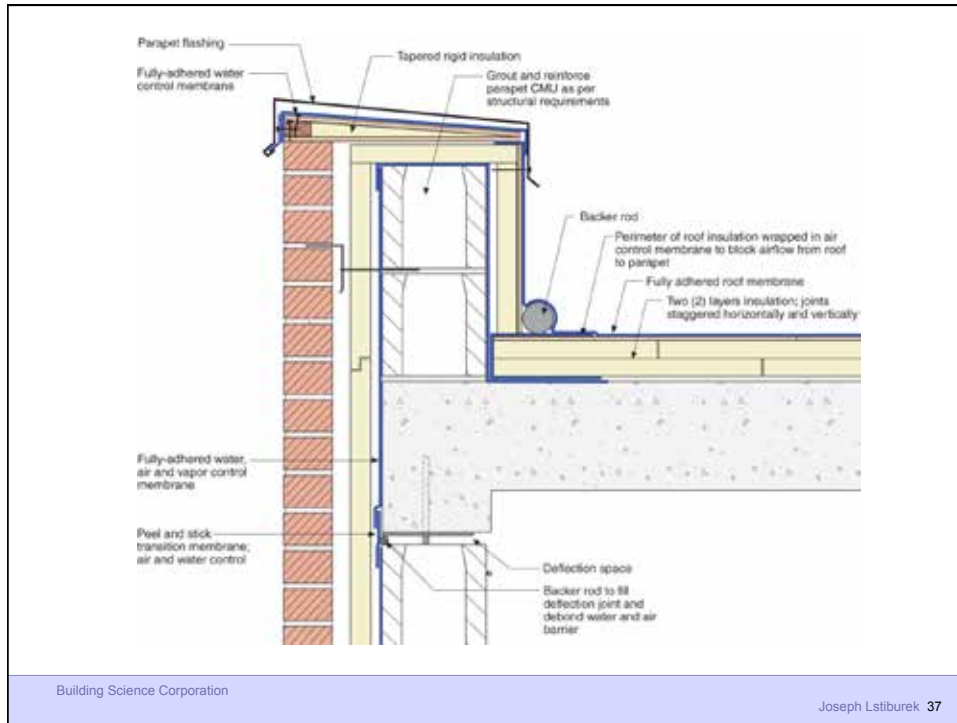 Parapet flashing
Fully-adhered water
control membrane
Tapered rigid insulation
Grout and reinforce
parapet CMU as per
structural requirements
Backer rod
Perimeter of roof insulation wrapped in air
control membrane to block airflow from roof
to parapet
Fully adhered roof membrane
Two (2) layers insulation; joints
staggered horizontally and vertically
Fully-adhered water,
air and vapor control
membrane
Peel and stick
transition membrane;
air and water control
Deflection space
Backer rod to fill
deflection joint and
debond water and air
barrier
Building Science Corporation
Joseph Lstiburek 37